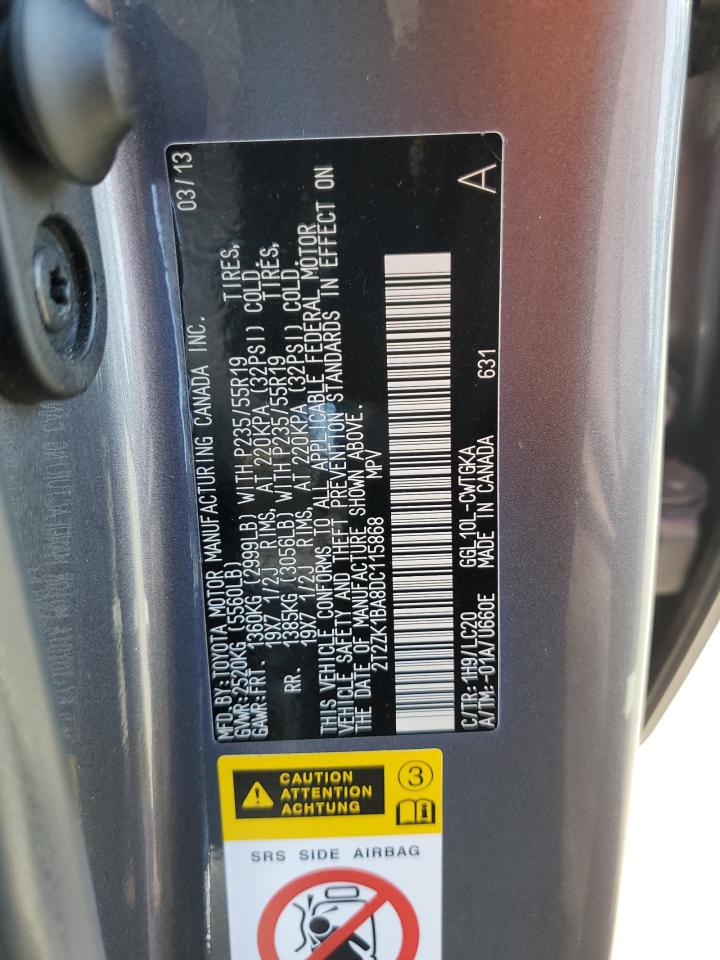 MFD.BY:TOYOTA MOTOR MANUFACTURING CANADA INC. 03/13
GVWR:2520KG (5560LB)
GAWR:FRT. 1360KG (2999LB) WITH P235/55R19 TIRES,
19X7 1/2J RIMS, AT 220KPA (32PSI) COLD.
RR. 1385KG (3056LB) WITH P235/55R19 TIRES,
19X7 1/2J RIMS, AT 220KPA (32PSI) COLD.
THIS VEHICLE CONFORMS TO ALL APPLICABLE FEDERAL MOTOR
VEHICLE SAFETY AND THEFT PREVENTION STANDARDS IN EFFECT ON
THE DATE OF MANUFACTURE SHOWN ABOVE.
2T2ZK1BA8DC115868 MPV
C/TR:1H9/LC20 GGL10L-CWTGKA 631 A
A/TM:-01A/U660E MADE IN CANADA
CAUTION
ATTENTION
ACHTUNG
3
SRS SIDE AIRBAG